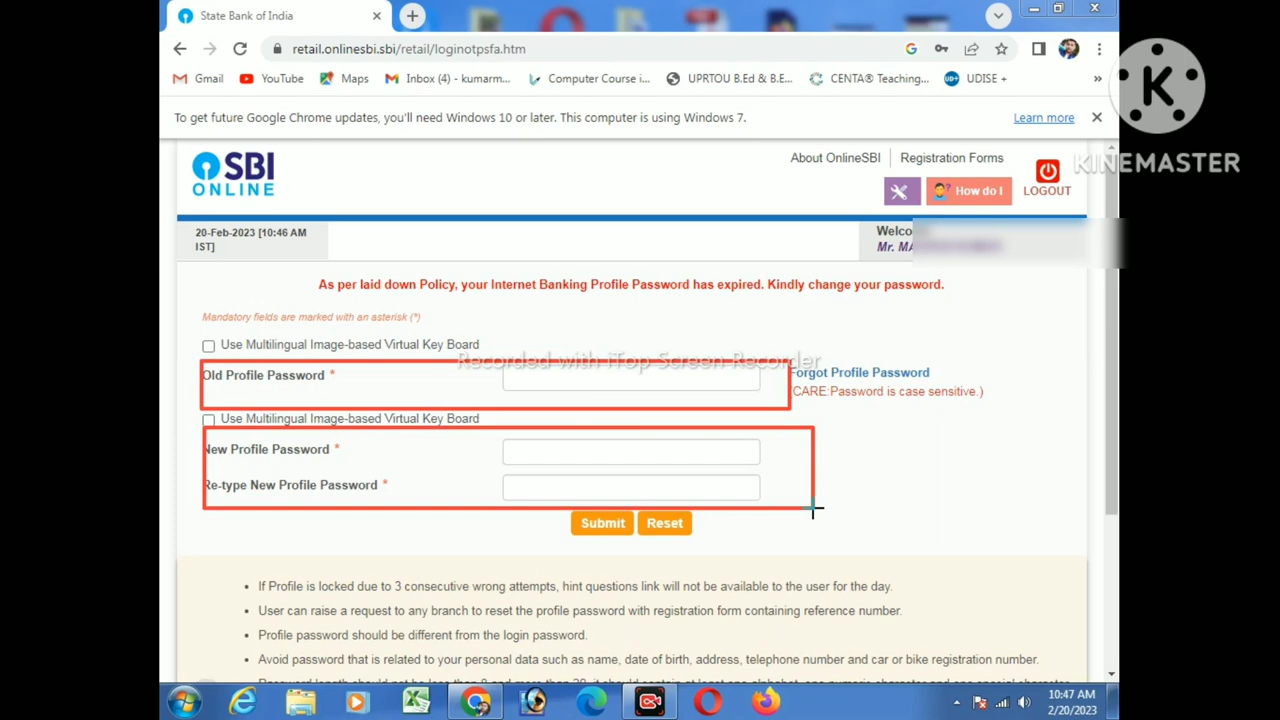 State Bank of India
retail.onlinesbi.sbi/retail/loginotpsfa.htm
Gmail YouTube Maps Inbox (4) - kumarm... Computer Course i... UPRTOU B.Ed & B.E... CENTA® Teaching... UD+ UDISE + »
K
KINEMASTER
To get future Google Chrome updates, you'll need Windows 10 or later. This computer is using Windows 7. Learn more
SBI
ONLINE
About OnlineSBI Registration Forms
How do I LOGOUT
20-Feb-2023 [10:46 AM
IST]
Mr.
As per laid down Policy, your Internet Banking Profile Password has expired. Kindly change your password.
Mandatory fields are marked with an asterisk (*)
Use Multilingual Image-based Virtual Key Board
Recorded with iTop Screen Recorder
Old Profile Password * Forgot Profile Password
(CARE:Password is case sensitive.)
Use Multilingual Image-based Virtual Key Board
New Profile Password *
Re-type New Profile Password *
Submit Reset
• If Profile is locked due to 3 consecutive wrong attempts, hint questions link will not be available to the user for the day.
• User can raise a request to any branch to reset the profile password with registration form containing reference number.
• Profile password should be different from the login password.
• Avoid password that is related to your personal data such as name, date of birth, address, telephone number and car or bike registration number.
10:47 AM
2/20/2023